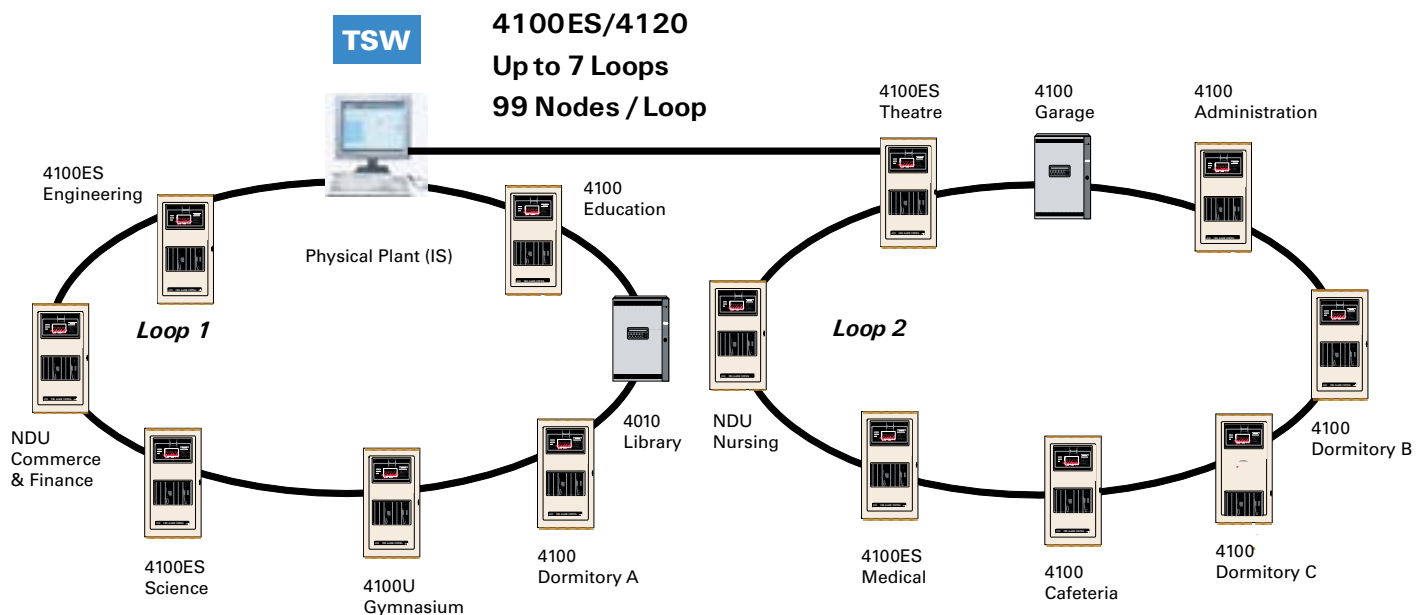 TSW
4100ES/4120
Up to 7 Loops
99 Nodes / Loop
4100ES
Engineering
Physical Plant (IS)
4100
Education
4100ES
Theatre
4100
Garage
4100
Administration
Loop 1
Loop 2
NDU
Commerce
& Finance
4100ES
Science
4100U
Gymnasium
4100
Dormitory A
4010
Library
NDU
Nursing
4100ES
Medical
4100
Cafeteria
4100
Dormitory C
4100
Dormitory B